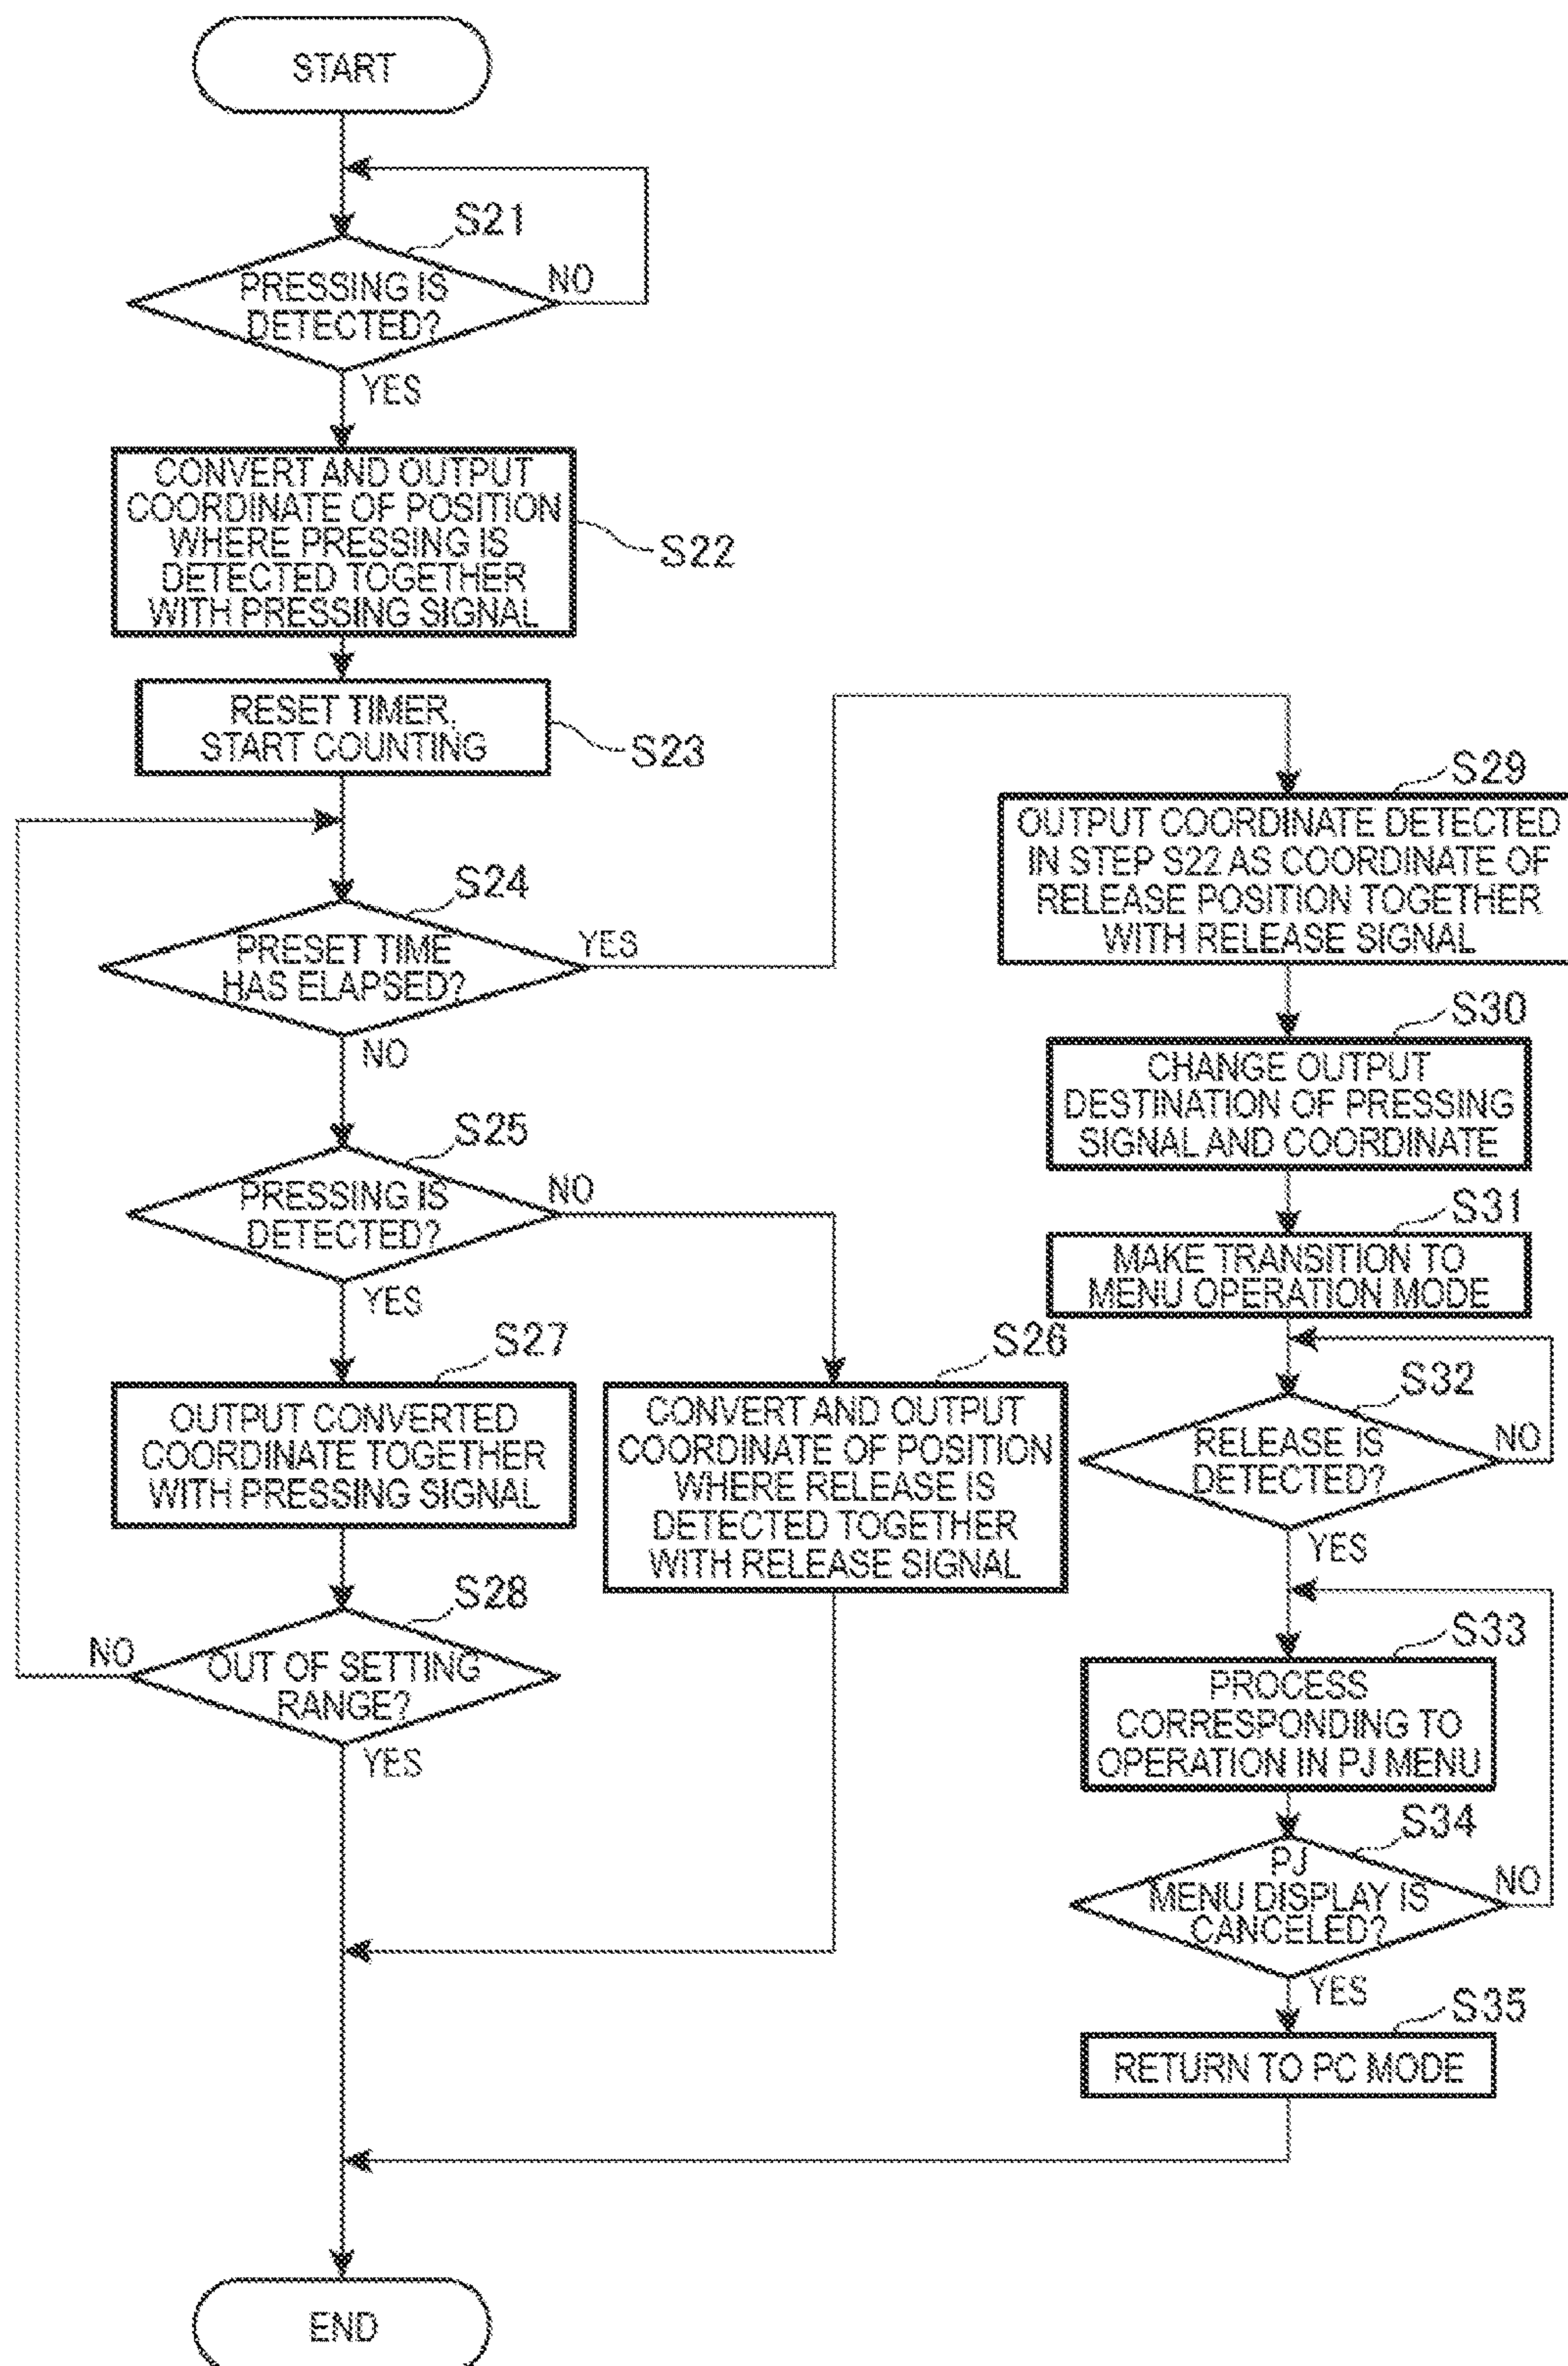 START
S21
PRESSING IS
DETECTED?
NO
YES
CONVERT AND OUTPUT
COORDINATE OF POSITION
WHERE PRESSING IS
DETECTED TOGETHER
WITH PRESSING SIGNAL
S22
RESET TIMER,
START COUNTING
S23
S24
PRESET TIME
HAS ELAPSED?
YES
NO
S25
PRESSING IS
DETECTED?
NO
YES
S27
OUTPUT CONVERTED
COORDINATE TOGETHER
WITH PRESSING SIGNAL
S26
CONVERT AND OUTPUT
COORDINATE OF POSITION
WHERE RELEASE IS
DETECTED TOGETHER
WITH RELEASE SIGNAL
S28
OUT OF SETTING
RANGE?
NO
YES
S29
OUTPUT COORDINATE DETECTED
IN STEP S22 AS COORDINATE OF
RELEASE POSITION TOGETHER
WITH RELEASE SIGNAL
S30
CHANGE OUTPUT
DESTINATION OF PRESSING
SIGNAL AND COORDINATE
S31
MAKE TRANSITION TO
MENU OPERATION MODE
S32
RELEASE IS
DETECTED?
NO
YES
S33
PROCESS
CORRESPONDING TO
OPERATION IN PJ MENU
S34
PJ
MENU DISPLAY IS
CANCELED?
NO
YES
S35
RETURN TO PC MODE
END